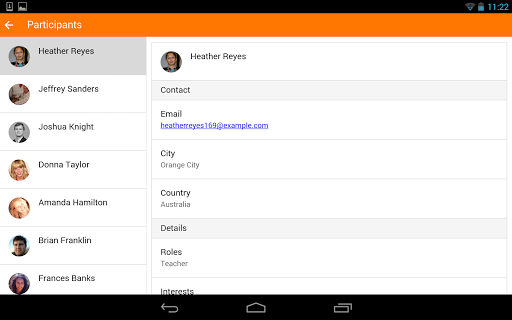 11:22
Participants
Heather Reyes
Jeffrey Sanders
Joshua Knight
Donna Taylor
Amanda Hamilton
Brian Franklin
Frances Banks
Heather Reyes
Contact
Email
heatherreyes169@example.com
City
Orange City
Country
Australia
Details
Roles
Teacher
Interests